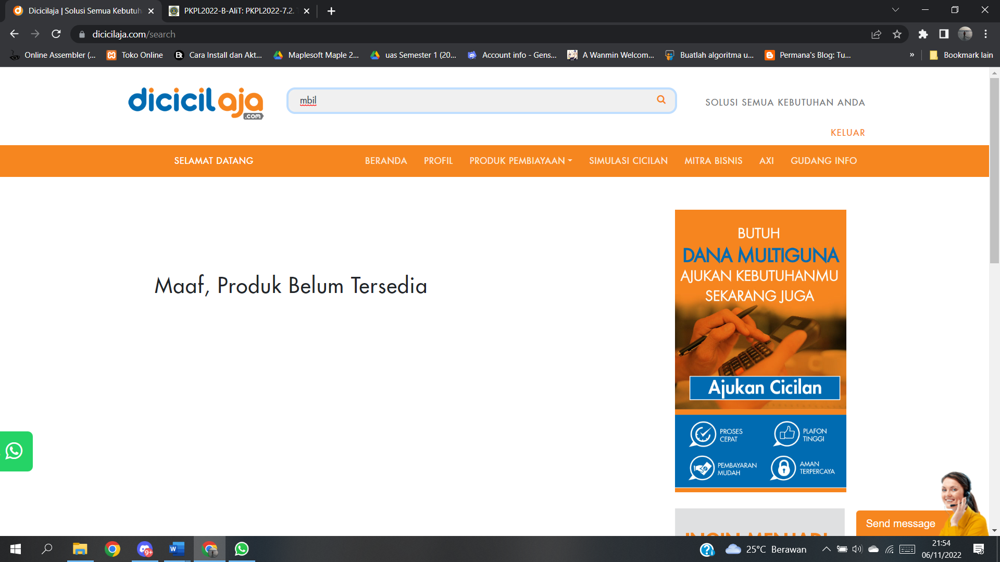 Dicicilaja | Solusi Semua Kebutuh
PKPL2022-B-AliT: PKPL2022-7.2.
dicicilaja.com/search
Online Assembler (...
Toko Online
Cara Install dan Akt...
Maplesoft Maple 2...
uas Semester 1 (20...
Account info - Gens...
A Wanmin Welcom...
Buatlah algoritma u...
Permana's Blog: Tu...
»
Bookmark lain
dicicilaja
.com
mbil
SOLUSI SEMUA KEBUTUHAN ANDA
KELUAR
SELAMAT DATANG
BERANDA
PROFIL
PRODUK PEMBIAYAAN
SIMULASI CICILAN
MITRA BISNIS
AXI
GUDANG INFO
Maaf, Produk Belum Tersedia
BUTUH
DANA MULTIGUNA
AJUKAN KEBUTUHANMU
SEKARANG JUGA
Ajukan Cicilan
PROSES
CEPAT
PLAFON
TINGGI
PEMBAYARAN
MUDAH
AMAN
TERPERCAYA
INGIN MENJADI
Send message
9+
25°C Berawan
21:54
06/11/2022